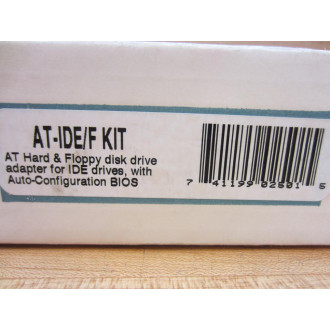 AT-IDE/F KIT
AT Hard & Floppy disk drive
adapter for IDE drives, with
Auto-Configuration BIOS
7 41199 02601 5